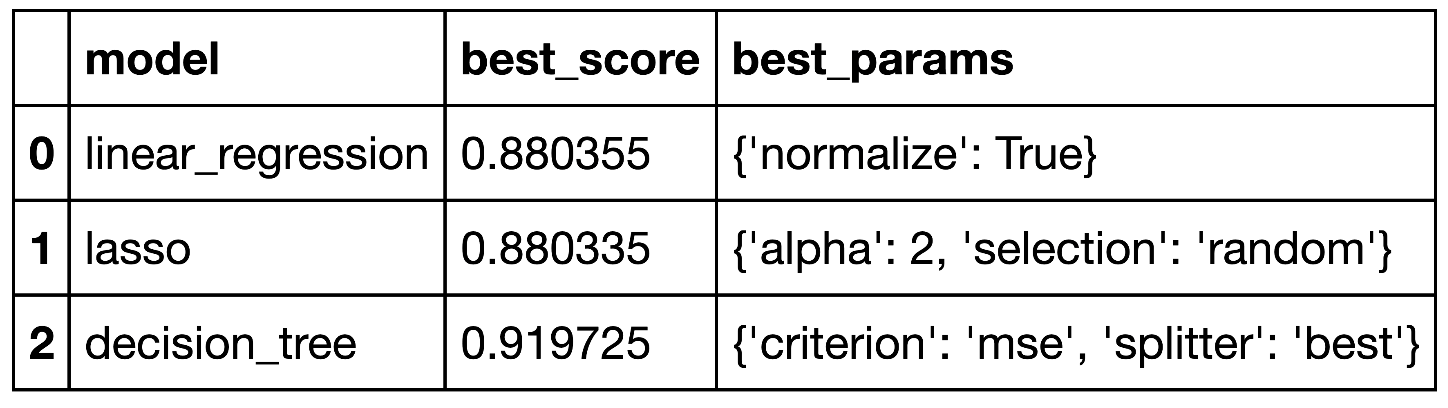 model best_score best_params
0 linear_regression 0.880355 {'normalize': True}
1 lasso 0.880335 {'alpha': 2, 'selection': 'random'}
2 decision_tree 0.919725 {'criterion': 'mse', 'splitter': 'best'}